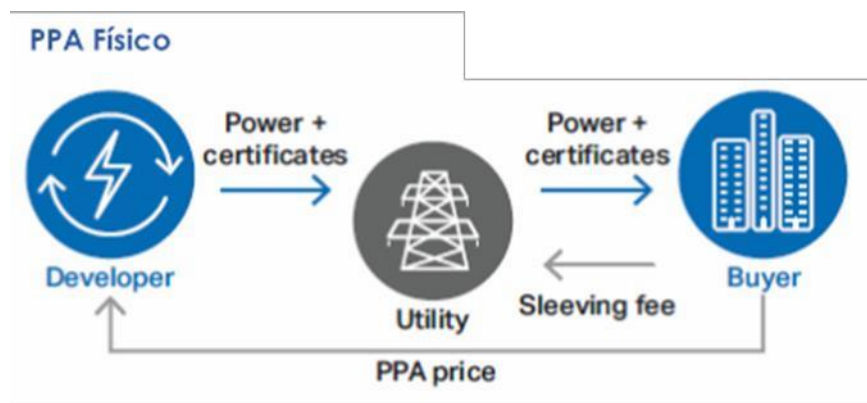 PPA Físico
Power +
certificates
Power +
certificates
Developer
Utility
Sleeving fee
Buyer
PPA price